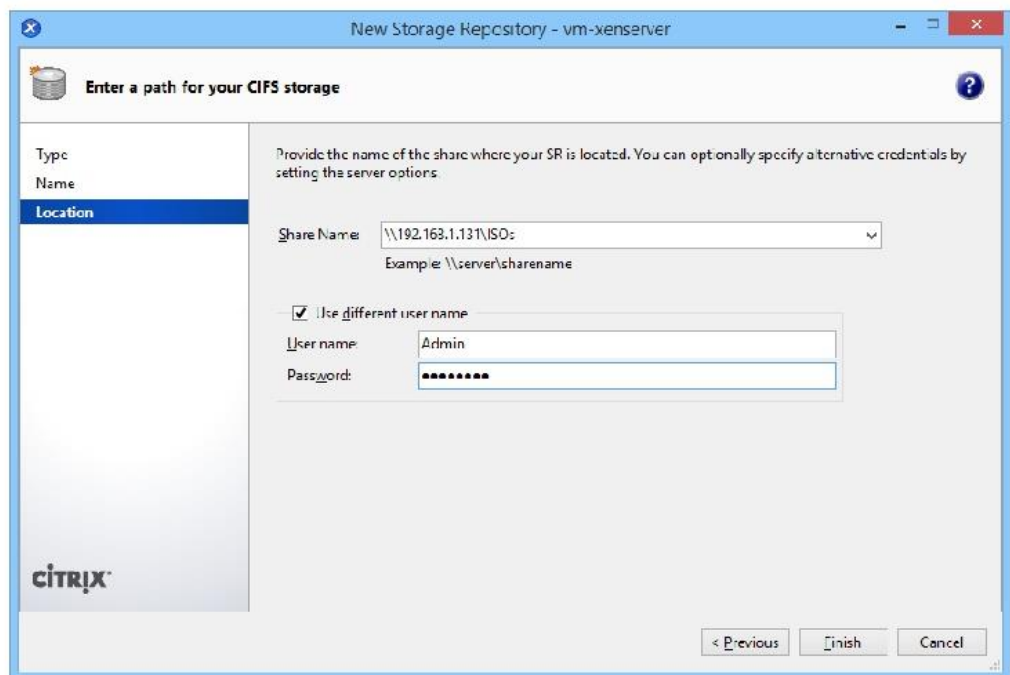 New Storage Repository - vm-xenserver
Enter a path for your CIFS storage
Type
Name
Location
Provide the name of the share where your SR is located. You can optionally specify alternative credentials by
setting the server options.
Share Name:
\\192.168.1.131\ISOs
Example: \\server\sharename
Use different user name
User name:
Admin
Password:
••••••••
CİTRIX
< Previous
Finish
Cancel